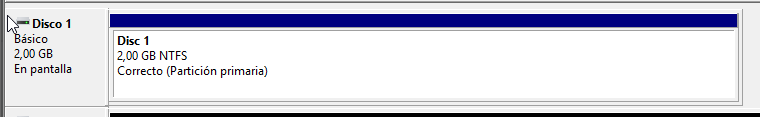 Disco 1
Básico
2,00 GB
En pantalla
Disc 1
2,00 GB NTFS
Correcto (Partición primaria)